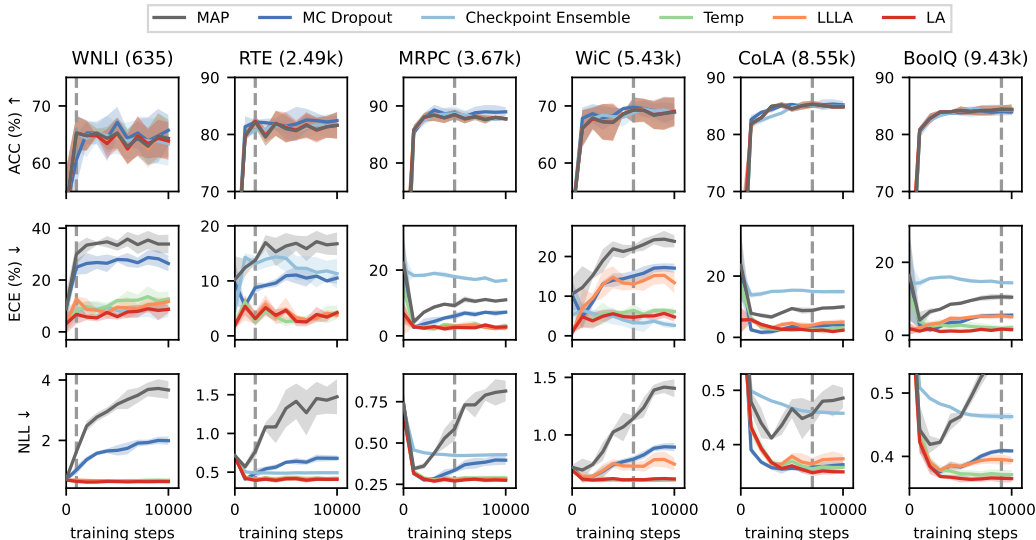 MAP MC Dropout Checkpoint Ensemble Temp LLLA LA
WNLI (635) RTE (2.49k) MRPC (3.67k) WiC (5.43k) CoLA (8.55k) BoolQ (9.43k)
ACC (%) ↑
60 70
70 80 90
80 90
60 70
70 80 90
70 80 90
ECE (%) ↓
0 20 40
0 10 20
0 20
0 10 20
0 20
0 20
NLL ↓
2 4
0.5 1.0 1.5
0.25 0.50 0.75
1.0 1.5
0.4 0.5
0.4 0.5
0 10000 0 10000 0 10000 0 10000 0 10000 0 10000
training steps training steps training steps training steps training steps training steps